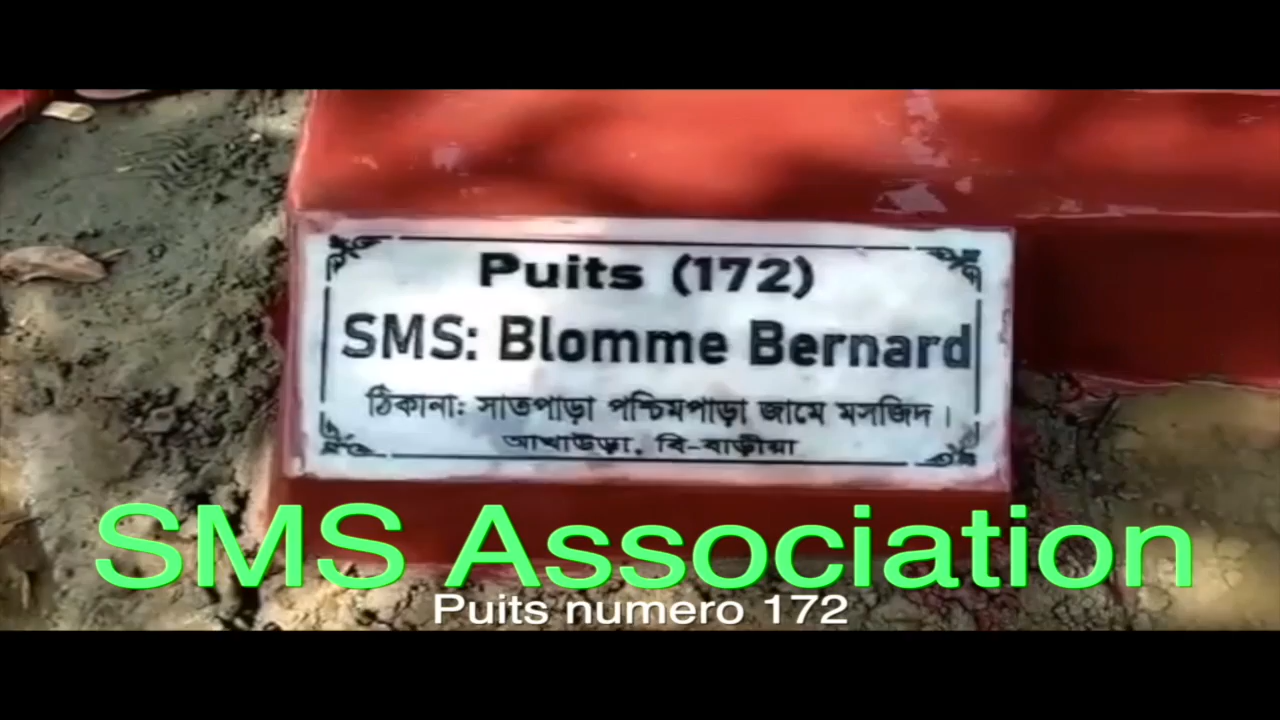 Puits (172)
SMS: Blomme Bernard
ঠিকানা: সাতপাড়া পশ্চিমপাড়া জামে মসজিদ।
আখাউড়া, বি-বাড়ীয়া
SMS Association
Puits numero 172